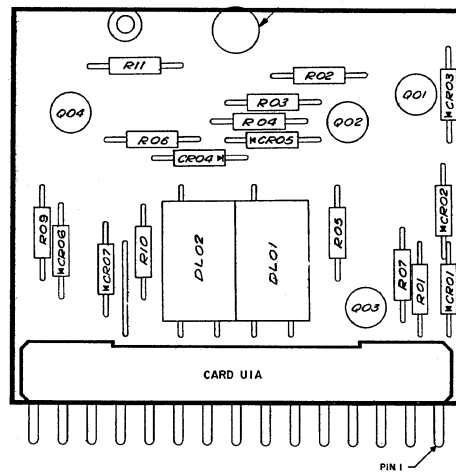 R11
R02
CR03
Q01
R03
Q04
R04
Q02
R06
CR05
CR04
R09
CR06
CR07
R10
DL02
DL01
R05
CR02
R07
R01
CR01
Q03
CARD U1A
PIN 1